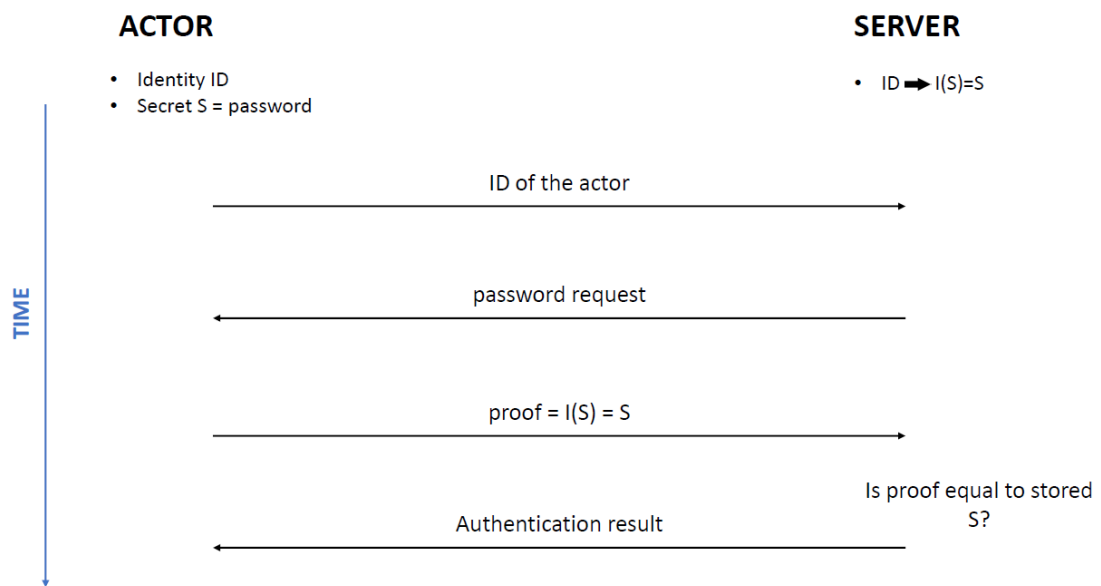 ACTOR
SERVER
• Identity ID
• Secret S = password
• ID ➡ I(S)=S
ID of the actor
password request
TIME
proof = I(S) = S
Is proof equal to stored
S?
Authentication result